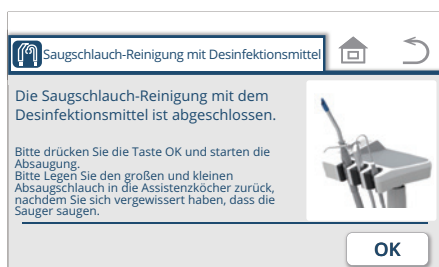 Saugschlauch-Reinigung mit Desinfektionsmittel
Die Saugschlauch-Reinigung mit dem
Desinfektionsmittel ist abgeschlossen.
Bitte drücken Sie die Taste OK und starten die
Absaugung.
Bitte Legen Sie den großen und kleinen
Absaugschlauch in die Assistenzköcher zurück,
nachdem Sie sich vergewissert haben, dass die
Sauger saugen.
OK